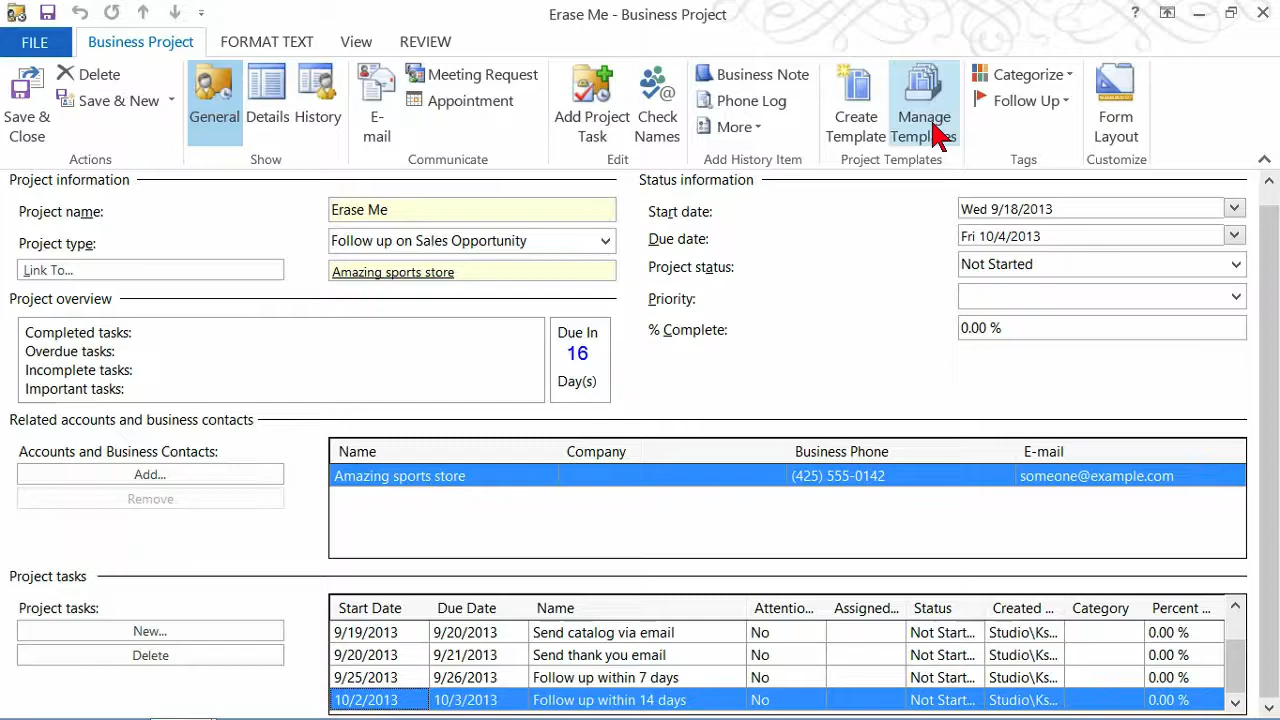 Erase Me - Business Project
?
FILE
Business Project
FORMAT TEXT
View
REVIEW
Save & Close
Delete
Save & New
Actions
General
Details
History
Show
E-mail
Meeting Request
Appointment
Communicate
Add Project Task
Check Names
Edit
Business Note
Phone Log
More
Add History Item
Create Template
Manage Templates
Project Templates
Categorize
Follow Up
Tags
Form Layout
Customize
Project information
Project name: Erase Me
Project type: Follow up on Sales Opportunity
Link To... Amazing sports store
Status information
Start date: Wed 9/18/2013
Due date: Fri 10/4/2013
Project status: Not Started
Priority:
% Complete: 0.00 %
Project overview
Completed tasks:
Overdue tasks:
Incomplete tasks:
Important tasks:
Due In
16
Day(s)
Related accounts and business contacts
Accounts and Business Contacts:
Add...
Remove
Name Company Business Phone E-mail
Amazing sports store (425) 555-0142 someone@example.com
Project tasks
Project tasks:
New...
Delete
Start Date Due Date Name Attentio... Assigned... Status Created ... Category Percent ...
9/19/2013 9/20/2013 Send catalog via email No Not Start... Studio\Ks... 0.00 %
9/20/2013 9/21/2013 Send thank you email No Not Start... Studio\Ks... 0.00 %
9/25/2013 9/26/2013 Follow up within 7 days No Not Start... Studio\Ks... 0.00 %
10/2/2013 10/3/2013 Follow up within 14 days No Not Start... Studio\Ks... 0.00 %